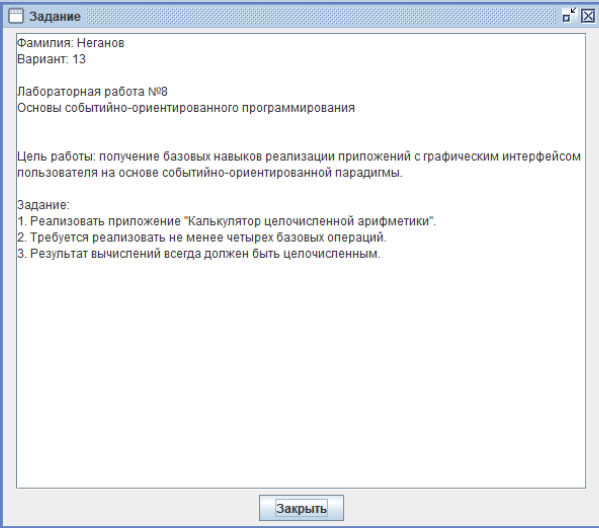 Задание
Фамилия: Неганов
Вариант: 13
Лабораторная работа №8
Основы событийно-ориентированного программирования
Цель работы: получение базовых навыков реализации приложений с графическим интерфейсом
пользователя на основе событийно-ориентированной парадигмы.
Задание:
1. Реализовать приложение "Калькулятор целочисленной арифметики".
2. Требуется реализовать не менее четырех базовых операций.
3. Результат вычислений всегда должен быть целочисленным.
Закрыть